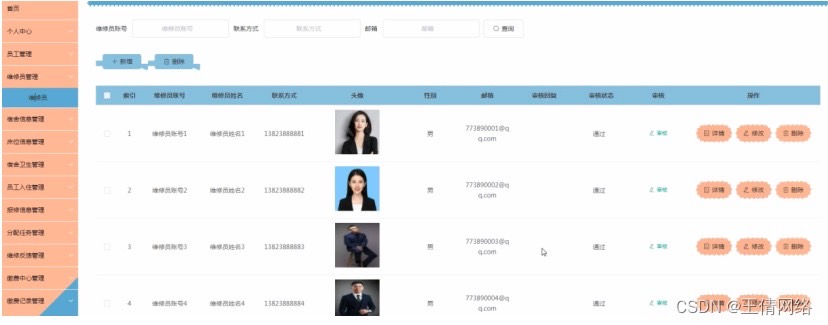 首页
个人中心
员工管理
维修员管理
维修员
宿舍信息管理
床位信息管理
宿舍卫生管理
员工入住管理
报修信息管理
分配任务管理
维修反馈管理
缴费中心管理
缴费记录管理
维修员账号 维修员账号 联系方式 联系方式 邮箱 邮箱 查询
新增 删除
索引 维修员账号 维修员姓名 联系方式 头像 性别 邮箱 审核回复 审核状态 审核 操作
1 维修员账号1 维修员姓名1 13823888881 男 773890001@q
q.com 通过 审核 详情 修改 删除
2 维修员账号2 维修员姓名2 13823888882 男 773890002@q
q.com 通过 审核 详情 修改 删除
3 维修员账号3 维修员姓名3 13823888883 男 773890003@q
q.com 通过 审核 详情 修改 删除
4 维修员账号4 维修员姓名4 13823888884 男 773890004@q
q.com 通过 审核 修改 删除
CSDN @土倩网络